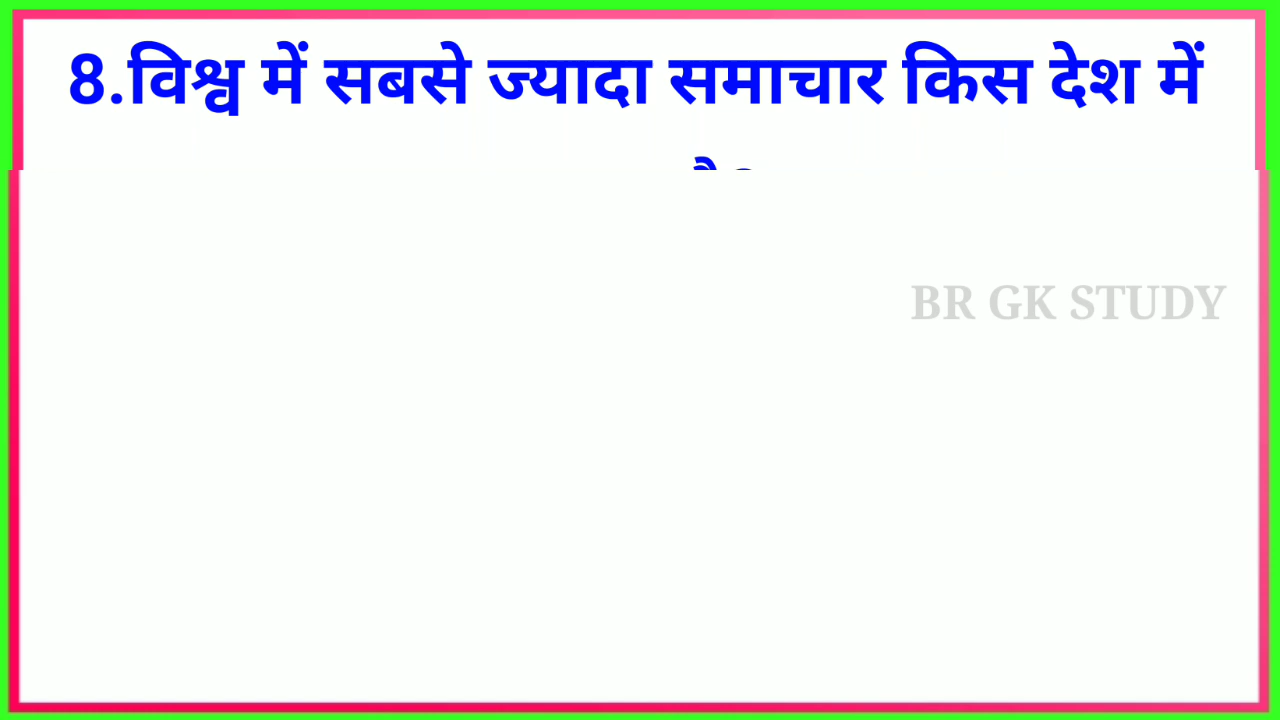 8.विश्व में सबसे ज्यादा समाचार किस देश में
BR GK STUDY